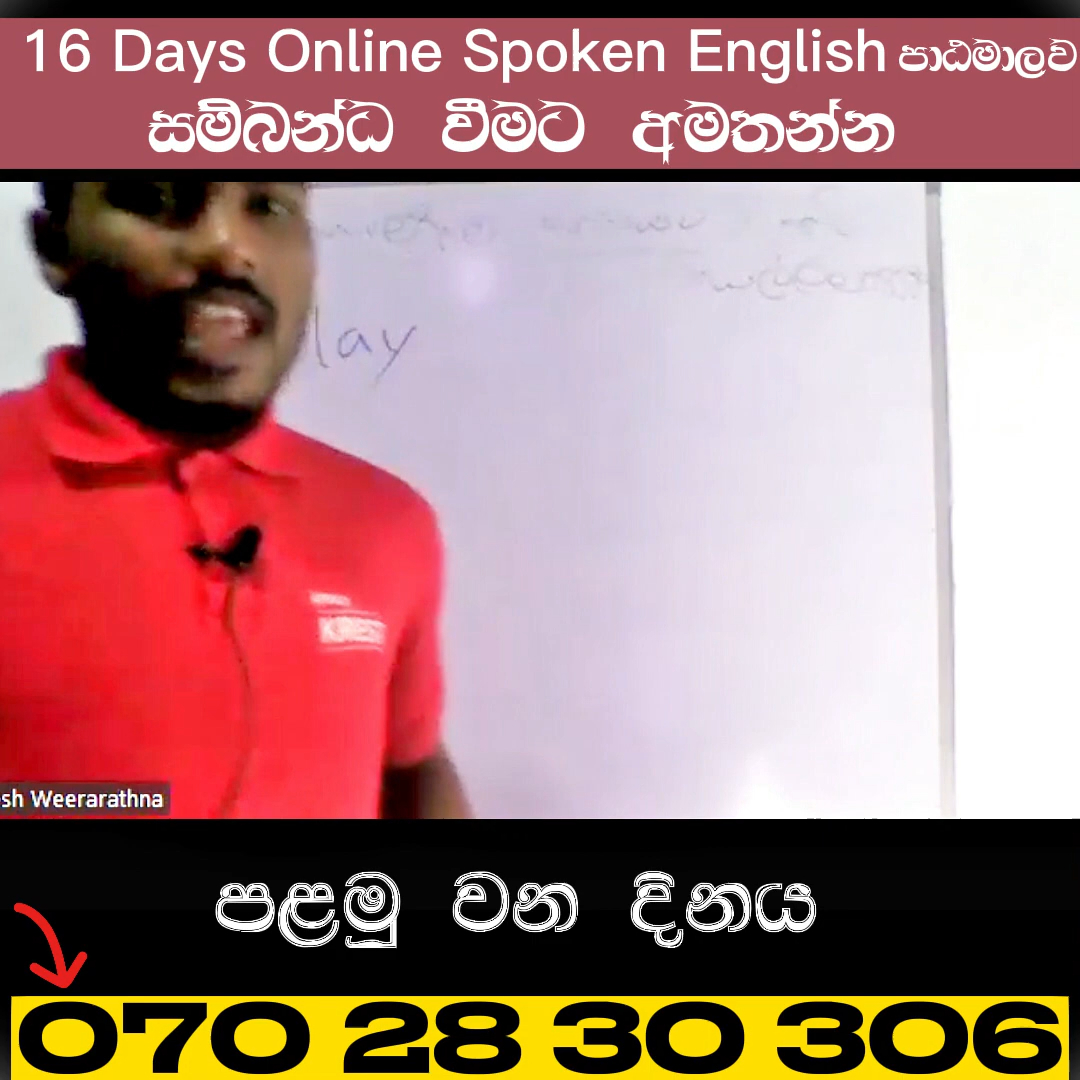 16 Days Online Spoken English පාඨමාලව
සම්බන්ධ වීමට අමතන්න
lay
sh Weerarathna
පළමු වන දිනය
070 28 30 306